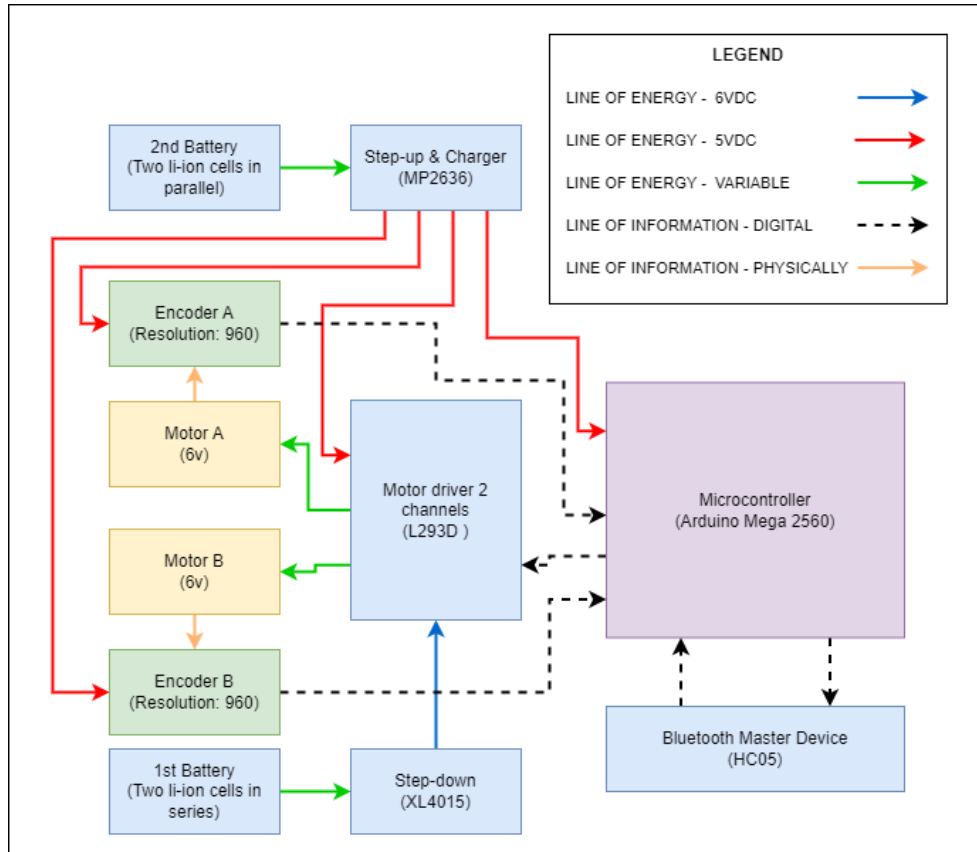 LEGEND
LINE OF ENERGY - 6VDC
LINE OF ENERGY - 5VDC
LINE OF ENERGY - VARIABLE
LINE OF INFORMATION - DIGITAL
LINE OF INFORMATION - PHYSICALLY
2nd Battery
(Two li-ion cells in
parallel)
Step-up & Charger
(MP2636)
Encoder A
(Resolution: 960)
Motor A
(6v)
Motor driver 2
channels
(L293D )
Microcontroller
(Arduino Mega 2560)
Motor B
(6v)
Encoder B
(Resolution: 960)
1st Battery
(Two li-ion cells in
series)
Step-down
(XL4015)
Bluetooth Master Device
(HC05)